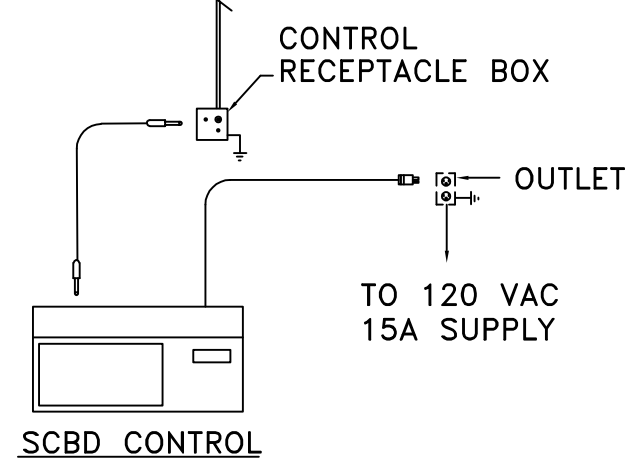 CONTROL
RECEPTACLE BOX
OUTLET
TO 120 VAC
15A SUPPLY
SCBD CONTROL